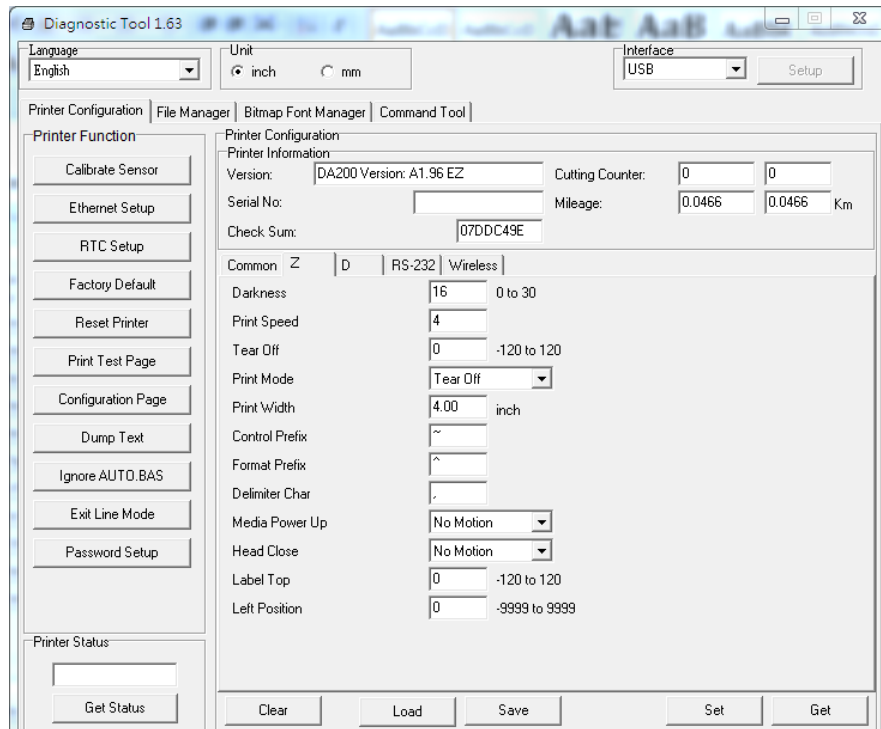 Diagnostic Tool 1.63
Language
English
Unit
inch
mm
Interface
USB
Setup
Printer Configuration
File Manager
Bitmap Font Manager
Command Tool
Printer Function
Calibrate Sensor
Ethernet Setup
RTC Setup
Factory Default
Reset Printer
Print Test Page
Configuration Page
Dump Text
Ignore AUTO.BAS
Exit Line Mode
Password Setup
Printer Status
Get Status
Printer Configuration
Printer Information
Version: DA200 Version: A1.96 EZ
Cutting Counter: 0 0
Serial No:
Mileage: 0.0466 0.0466 Km
Check Sum: 07DDC49E
Common Z D RS-232 Wireless
Darkness 16 0 to 30
Print Speed 4
Tear Off 0 -120 to 120
Print Mode Tear Off
Print Width 4.00 inch
Control Prefix ~
Format Prefix ^
Delimiter Char ,
Media Power Up No Motion
Head Close No Motion
Label Top 0 -120 to 120
Left Position 0 -9999 to 9999
Clear Load Save Set Get